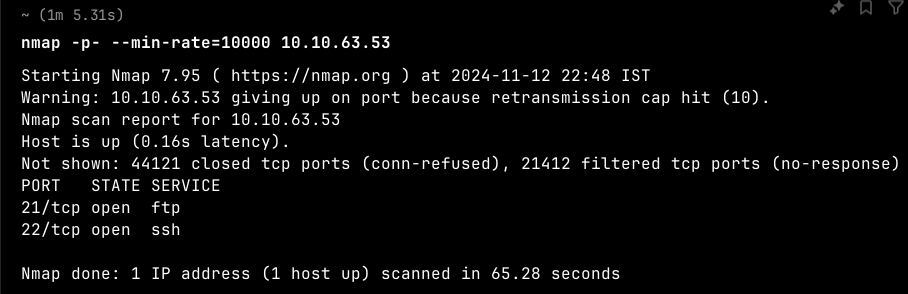 ~ (1m 5.31s)
nmap -p- --min-rate=10000 10.10.63.53
Starting Nmap 7.95 ( https://nmap.org ) at 2024-11-12 22:48 IST
Warning: 10.10.63.53 giving up on port because retransmission cap hit (10).
Nmap scan report for 10.10.63.53
Host is up (0.16s latency).
Not shown: 44121 closed tcp ports (conn-refused), 21412 filtered tcp ports (no-response)
PORT   STATE SERVICE
21/tcp open  ftp
22/tcp open  ssh
Nmap done: 1 IP address (1 host up) scanned in 65.28 seconds